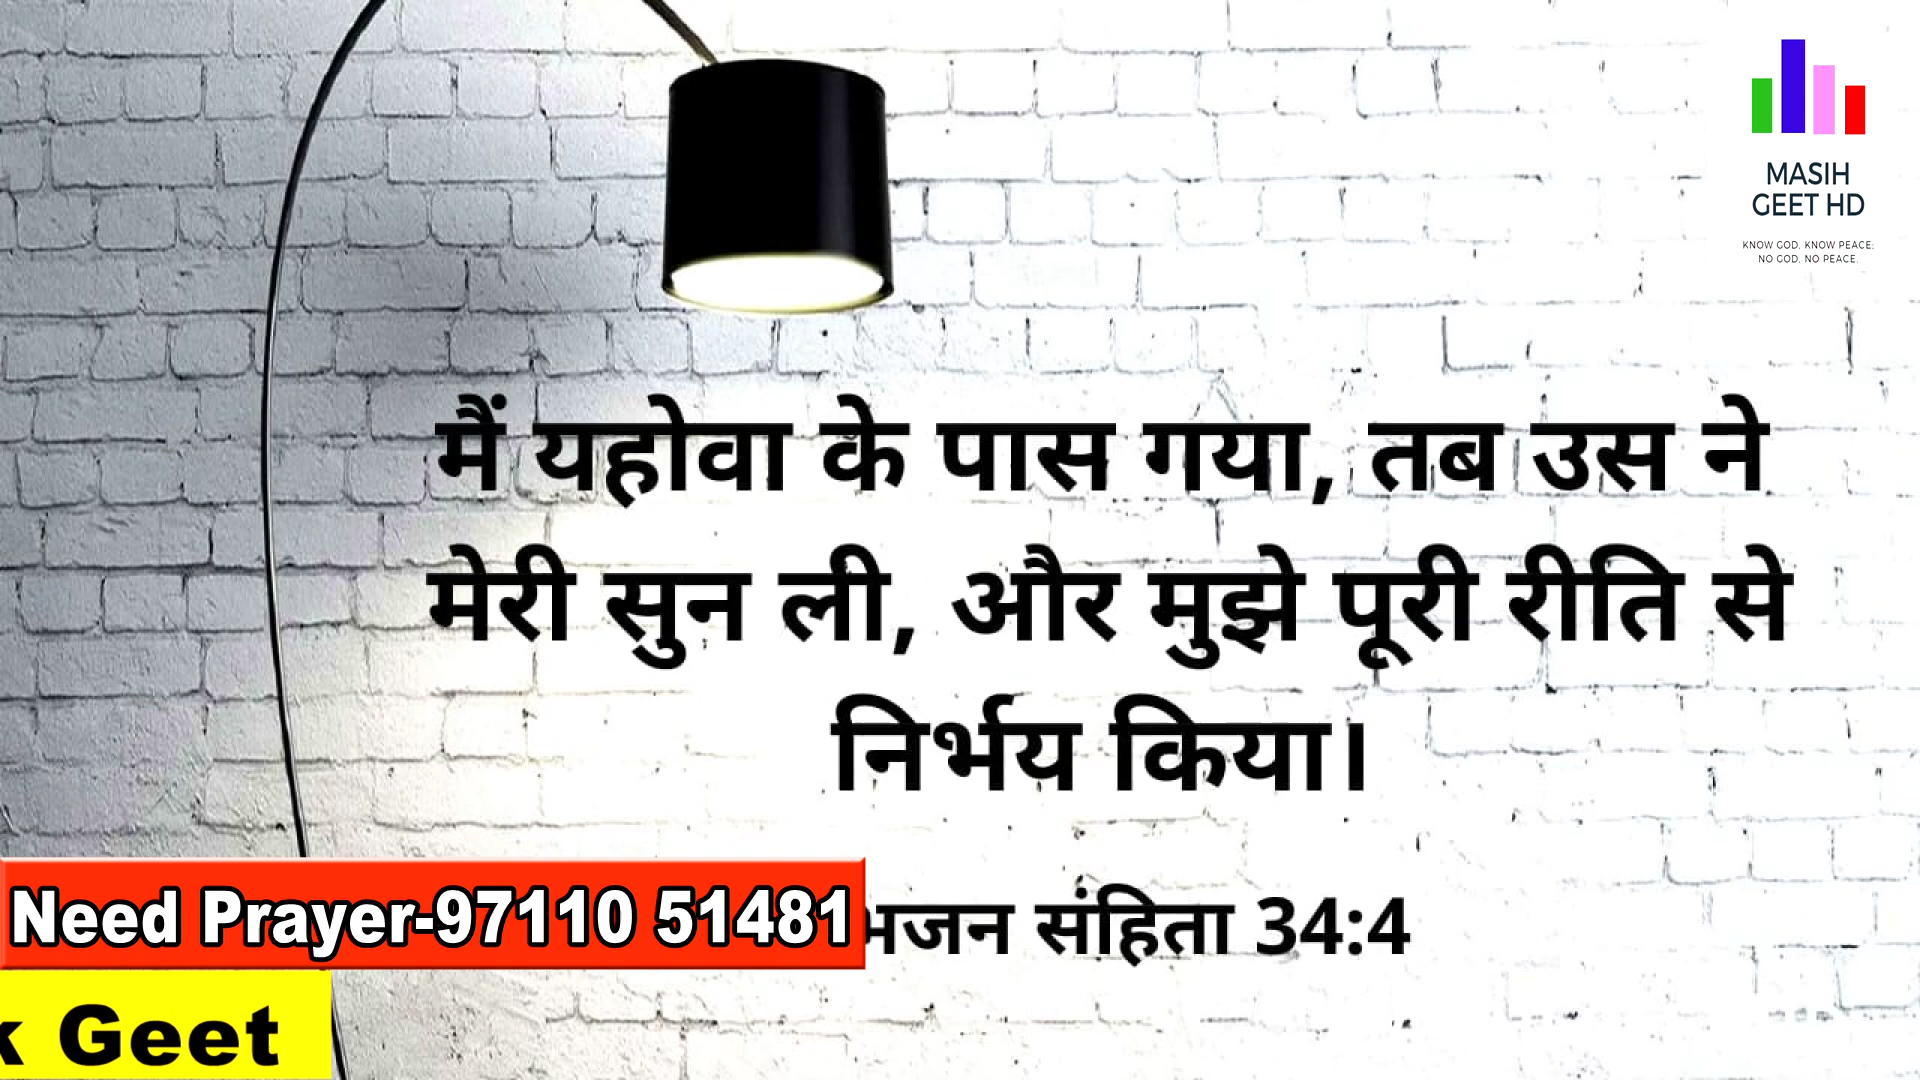 MASIH
GEET HD
KNOW GOD, KNOW PEACE;
NO GOD, NO PEACE.
मैं यहोवा के पास गया, तब उस ने
मेरी सुन ली, और मुझे पूरी रीति से
निर्भय किया।
भजन संहिता 34:4
Need Prayer-97110 51481
k Geet